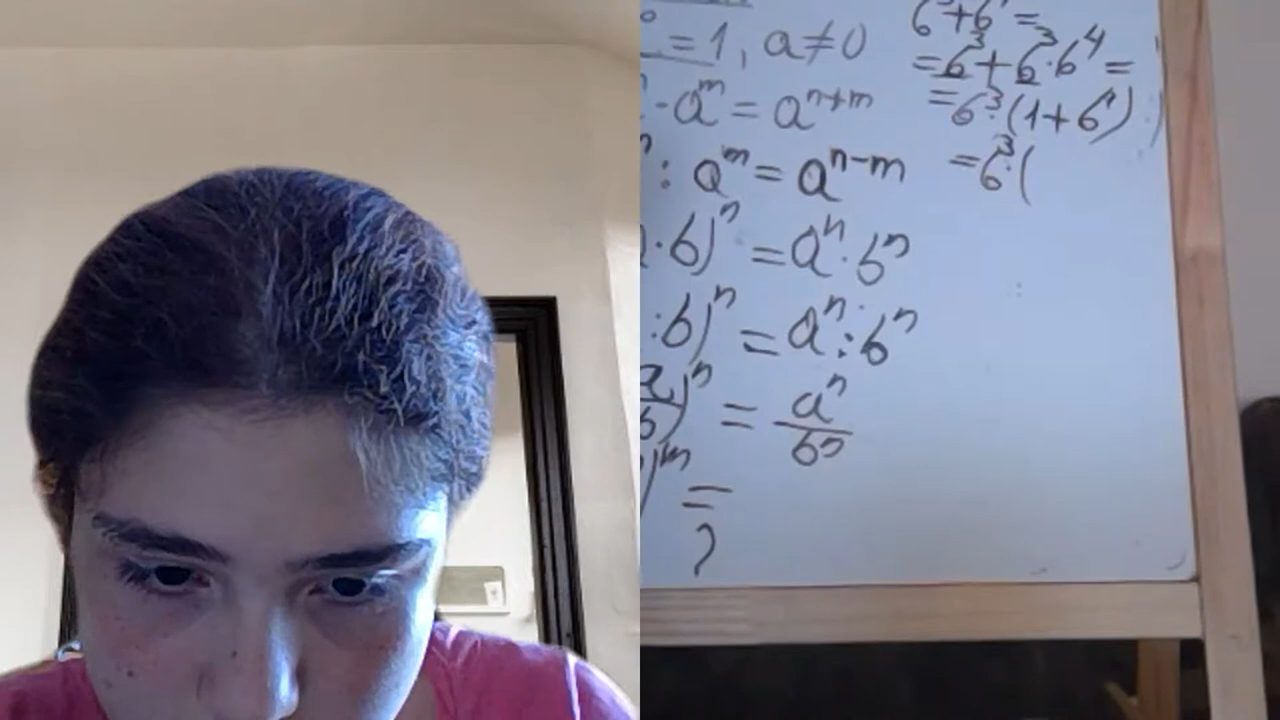 ° = 1, a ≠ 0
· aᵐ = aⁿ⁺ᵐ
: aᵐ = aⁿ⁻ᵐ
· b)ⁿ = aⁿ · bⁿ
: b)ⁿ = aⁿ : bⁿ
a/b)ⁿ = aⁿ/bⁿ
)ᵐ =
?
= 6³ + 6³ · 6⁴ =
= 6³ · (1 + 6⁴)
= 6³ · (